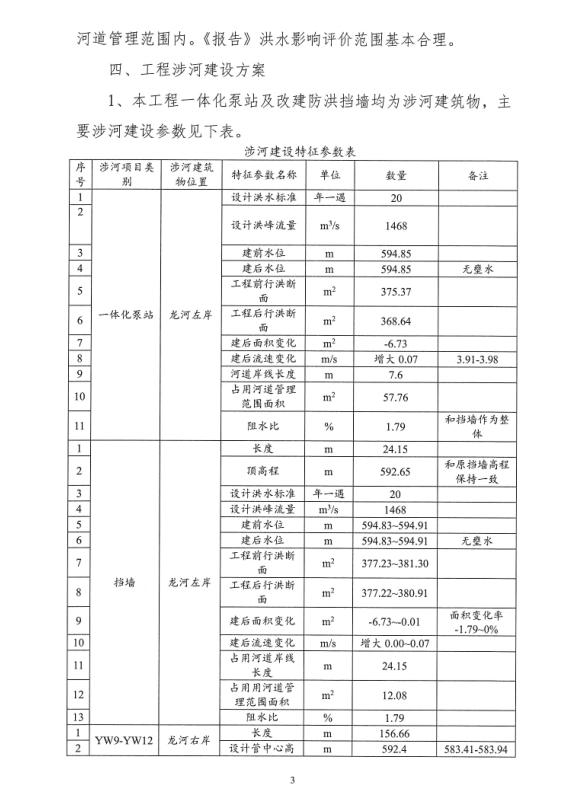 河道管理范围内。《报告》洪水影响评价范围基本合理。
四、工程涉河建设方案
1、本工程一体化泵站及改建防洪挡墙均为涉河建筑物，主
要涉河建设参数见下表。
涉河建设特征参数表
序号 涉河项目类别 涉河建筑物位置 特征参数名称 单位 数量 备注
一体化泵站 龙河左岸
1 设计洪水标准 年一遇 20
2 设计洪峰流量 m³/s 1468
3 建前水位 m 594.85
4 建后水位 m 594.85 无壅水
5 工程前行洪断面 m² 375.37
6 工程后行洪断面 m² 368.64
7 建后面积变化 m² -6.73
8 建后流速变化 m/s 增大 0.07 3.91-3.98
9 河道岸线长度 m 7.6
10 占用河道管理范围面积 m² 57.76
11 阻水比 % 1.79 和挡墙作为整体
挡墙 龙河左岸
1 长度 m 24.15
2 顶高程 m 592.65 和原挡墙高程保持一致
3 设计洪水标准 年一遇 20
4 设计洪峰流量 m³/s 1468
5 建前水位 m 594.83~594.91
6 建后水位 m 594.83~594.91 无壅水
7 工程前行洪断面 m² 377.23~381.30
8 工程后行洪断面 m² 377.22~380.91
9 建后面积变化 m² -6.73~-0.01 面积变化率 -1.79~0%
10 建后流速变化 m/s 增大 0.00~0.07
11 占用河道岸线长度 m 24.15
12 占用用河道管理范围面积 m² 12.08
13 阻水比 % 1.79
YW9-YW12 龙河右岸
1 长度 m 156.66
2 设计管中心高 m 592.4 583.41-583.94
3